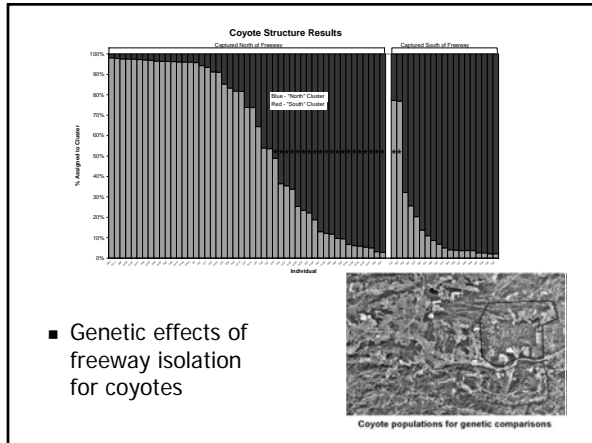 Coyote Structure Results
Captured North of Freeway
Captured South of Freeway
100%
90%
80%
70%
60%
50%
40%
30%
20%
10%
0%
% Assigned to Cluster
Blue - "North" Cluster
Red - "South" Cluster
**
Individual
■ Genetic effects of
freeway isolation
for coyotes
Coyote populations for genetic comparisons